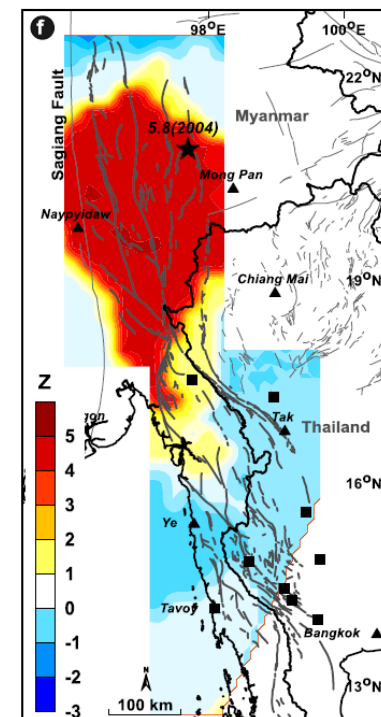 f
98°E
100°E
22°N
Sagiang Fault
5.8(2004)
Myanmar
Mong Pan
Naypyidaw
Chiang Mai
19°N
Z
5
4
3
2
1
0
-1
-2
-3
Tak
Thailand
16°N
Ye
Tavoy
Bangkok
N
100 km
13°N